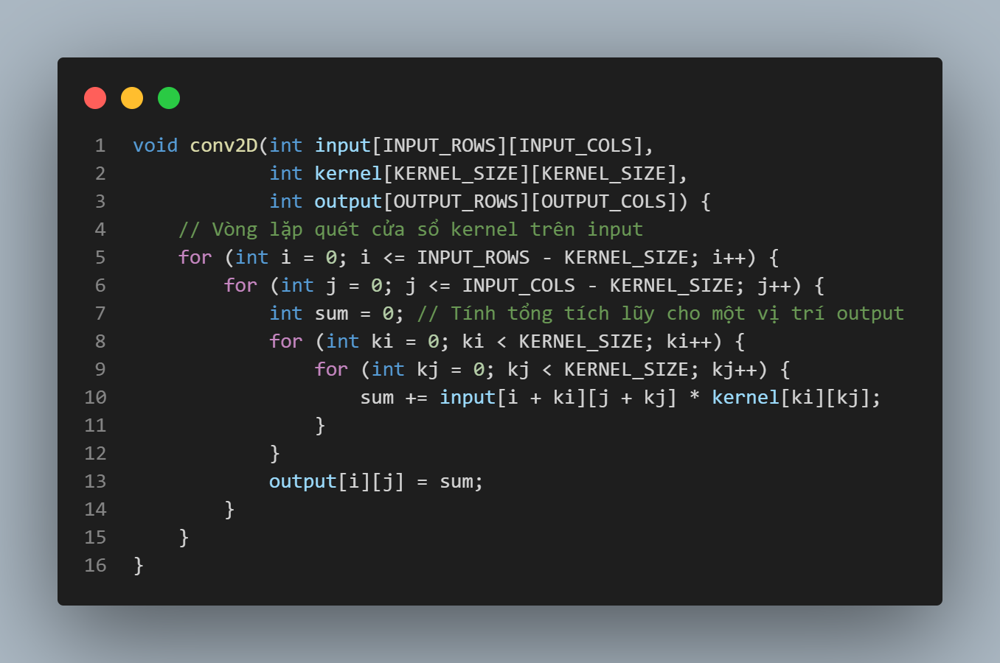 1 void conv2D(int input[INPUT_ROWS][INPUT_COLS],
2             int kernel[KERNEL_SIZE][KERNEL_SIZE],
3             int output[OUTPUT_ROWS][OUTPUT_COLS]) {
4     // Vòng lặp quét cửa sổ kernel trên input
5     for (int i = 0; i <= INPUT_ROWS - KERNEL_SIZE; i++) {
6         for (int j = 0; j <= INPUT_COLS - KERNEL_SIZE; j++) {
7             int sum = 0; // Tính tổng tích lũy cho một vị trí output
8             for (int ki = 0; ki < KERNEL_SIZE; ki++) {
9                 for (int kj = 0; kj < KERNEL_SIZE; kj++) {
10                     sum += input[i + ki][j + kj] * kernel[ki][kj];
11                 }
12             }
13             output[i][j] = sum;
14         }
15     }
16 }